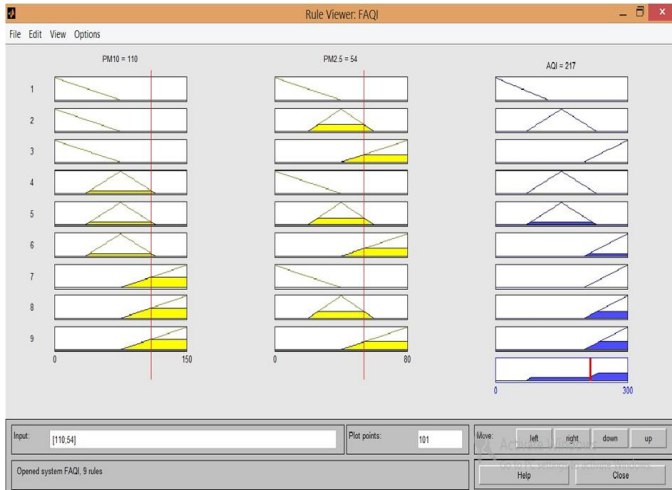 Rule Viewer: FAQI
File Edit View Options
PM10 = 110
PM2.5 = 54
AQI = 217
1
2
3
4
5
6
7
8
9
0 150
0 80
0 300
Input: [110;54]
Plot points: 101
Move: left right down up
Activate Windows
Opened system FAQI, 9 rules
Help Close